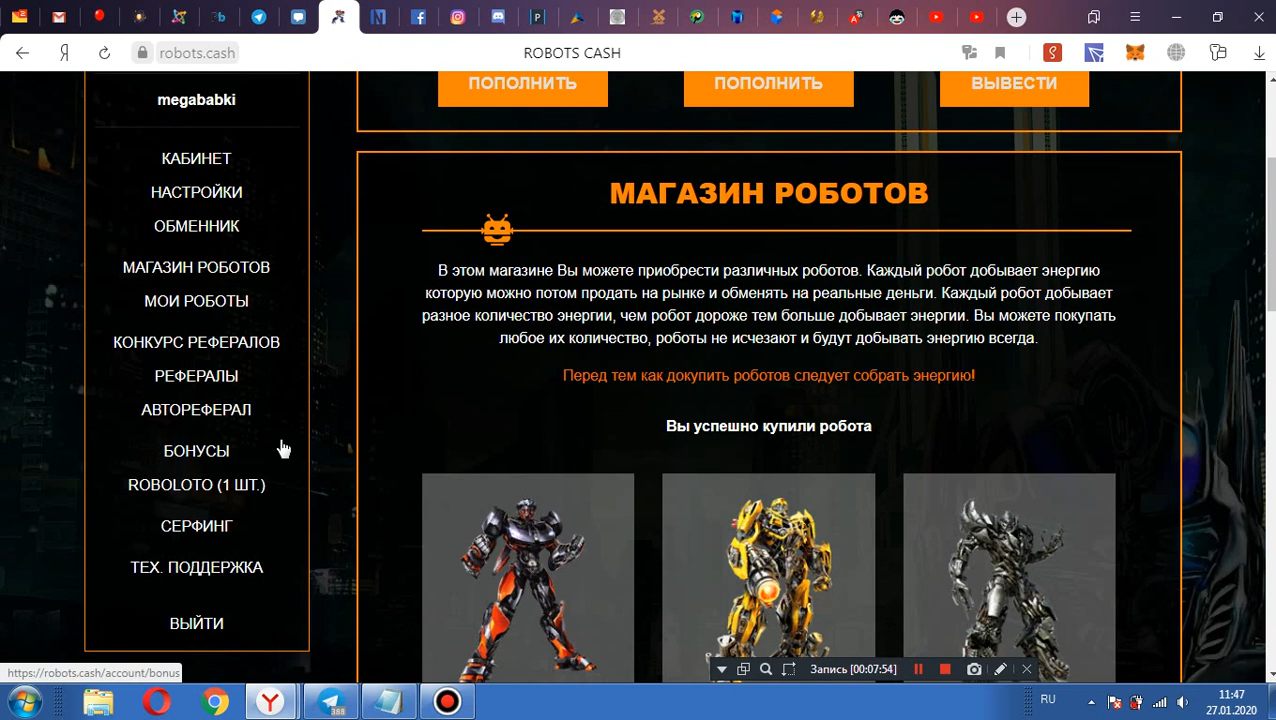 robots.cash
ROBOTS CASH
megababki
КАБИНЕТ
НАСТРОЙКИ
ОБМЕННИК
МАГАЗИН РОБОТОВ
МОИ РОБОТЫ
КОНКУРС РЕФЕРАЛОВ
РЕФЕРАЛЫ
АВТОРЕФЕРАЛ
БОНУСЫ
ROBOLOTO (1 ШТ.)
СЕРФИНГ
ТЕХ. ПОДДЕРЖКА
ВЫЙТИ
ПОПОЛНИТЬ
ПОПОЛНИТЬ
ВЫВЕСТИ
МАГАЗИН РОБОТОВ
В этом магазине Вы можете приобрести различных роботов. Каждый робот добывает энергию
которую можно потом продать на рынке и обменять на реальные деньги. Каждый робот добывает
разное количество энергии, чем робот дороже тем больше добывает энергии. Вы можете покупать
любое их количество, роботы не исчезают и будут добывать энергию всегда.
Перед тем как докупить роботов следует собрать энергию!
Вы успешно купили робота
https://robots.cash/account/bonus
Запись [00:07:54]
388
RU
11:47
27.01.2020